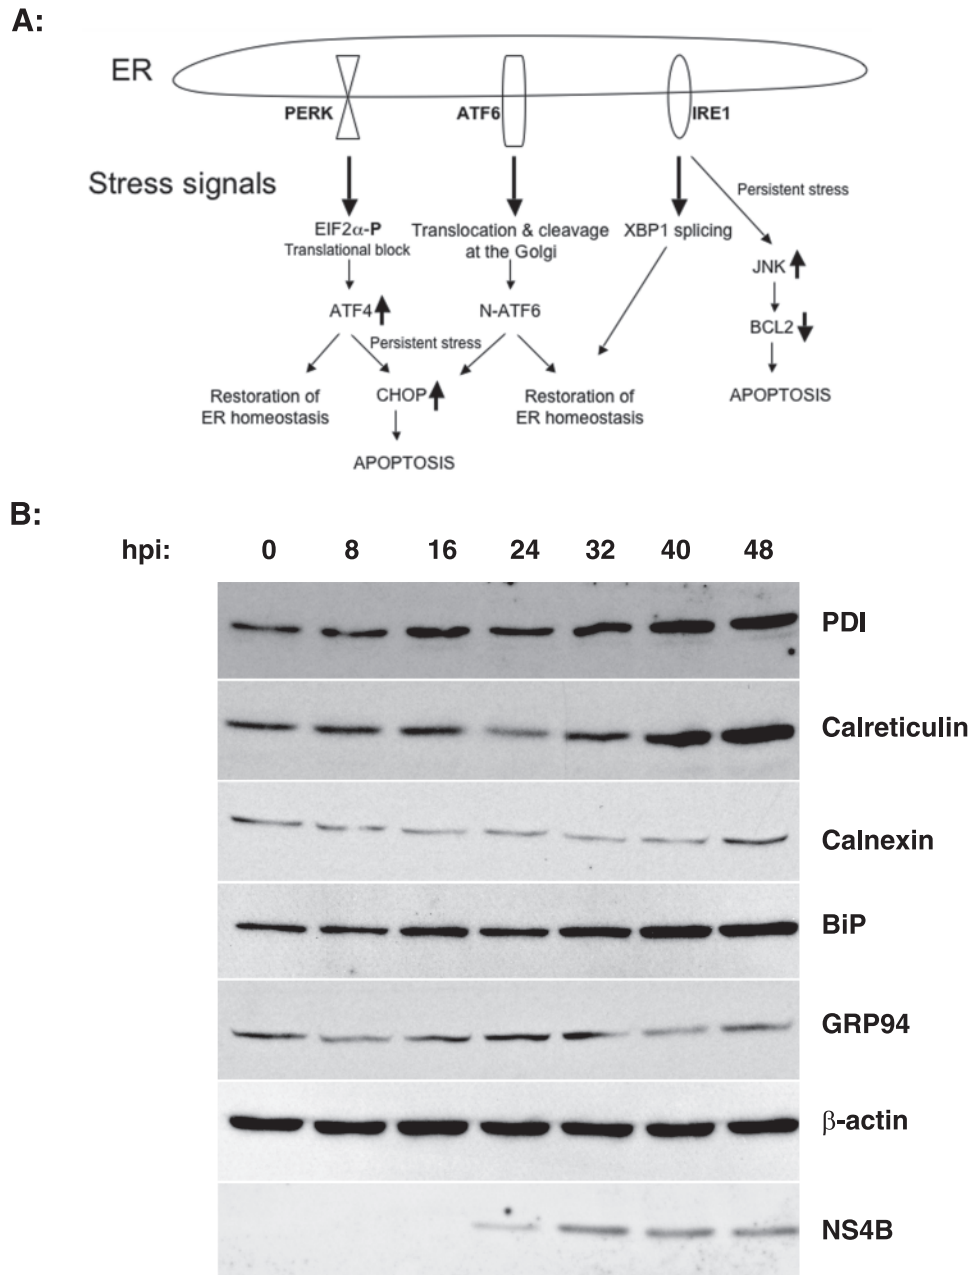 A:
ER
PERK
ATF6
IRE1
Stress signals
Persistent stress
EIF2α-P
Translational block
Translocation & cleavage
at the Golgi
XBP1 splicing
JNK
ATF4
N-ATF6
BCL2
Persistent stress
Restoration of
ER homeostasis
CHOP
Restoration of
ER homeostasis
APOPTOSIS
APOPTOSIS
B:
hpi: 0 8 16 24 32 40 48
PDI
Calreticulin
Calnexin
BiP
GRP94
β-actin
NS4B